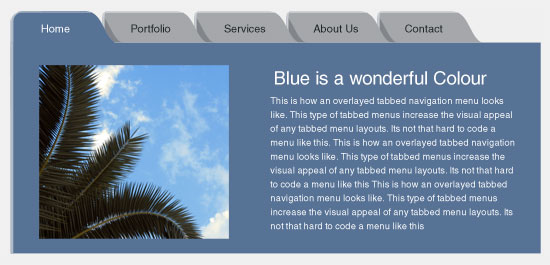 Home Portfolio Services About Us Contact
Blue is a wonderful Colour
This is how an overlayed tabbed navigation menu looks
like. This type of tabbed menus increase the visual appeal
of any tabbed menu layouts. Its not that hard to code a
menu like this. This is how an overlayed tabbed navigation
menu looks like. This type of tabbed menus increase the
visual appeal of any tabbed menu layouts. Its not that hard
to code a menu like this This is how an overlayed tabbed
navigation menu looks like. This type of tabbed menus
increase the visual appeal of any tabbed menu layouts. Its
not that hard to code a menu like this